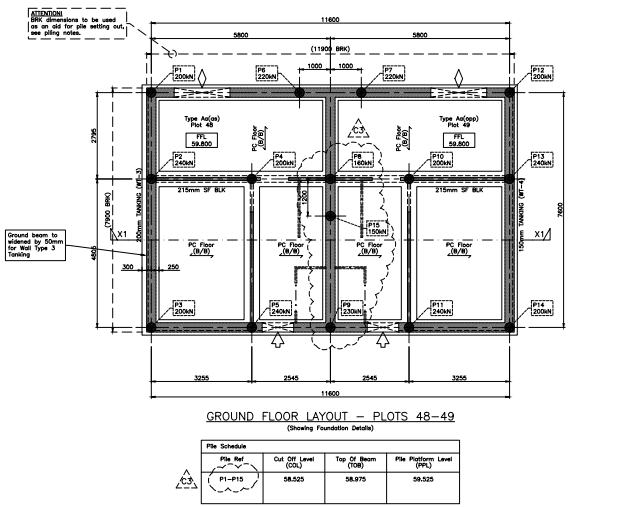 ATTENTION!
BRK dimensions to be used
as an aid for pile setting out,
see piling notes.
11600
5800
5800
(11900 BRK)
P1
200kN
P6
220kN
1000
1000
P7
220kN
P12
200kN
Type Aa(as)
Plot 48
FFL
59.800
PC Floor
(B/B)
C3
Type Aa(opp)
Plot 49
FFL
59.800
PC Floor
(B/B)
2795
P2
240kN
P4
200kN
P8
160kN
P10
200kN
P13
240kN
(7900 BRK)
200mm TANKING (WT-3)
215mm SF BLK
1200
215mm SF BLK
150mm TANKING (WT-4)
7600
P15
150kN
Ground beam to
widened by 50mm
for Wall Type 3
Tanking
X1
X1
4805
PC Floor
(B/B)
PC Floor
(B/B)
PC Floor
(B/B)
PC Floor
(B/B)
300
250
P3
200kN
P5
240kN
P9
230kN
P11
240kN
P14
200kN
3255
2545
2545
3255
11600
GROUND FLOOR LAYOUT - PLOTS 48-49
(Showing Foundation Details)
Pile Schedule
Pile Ref
Cut Off Level
(COL)
Top Of Beam
(TOB)
Pile Platform Level
(PPL)
C3
P1-P15
58.525
58.975
59.525